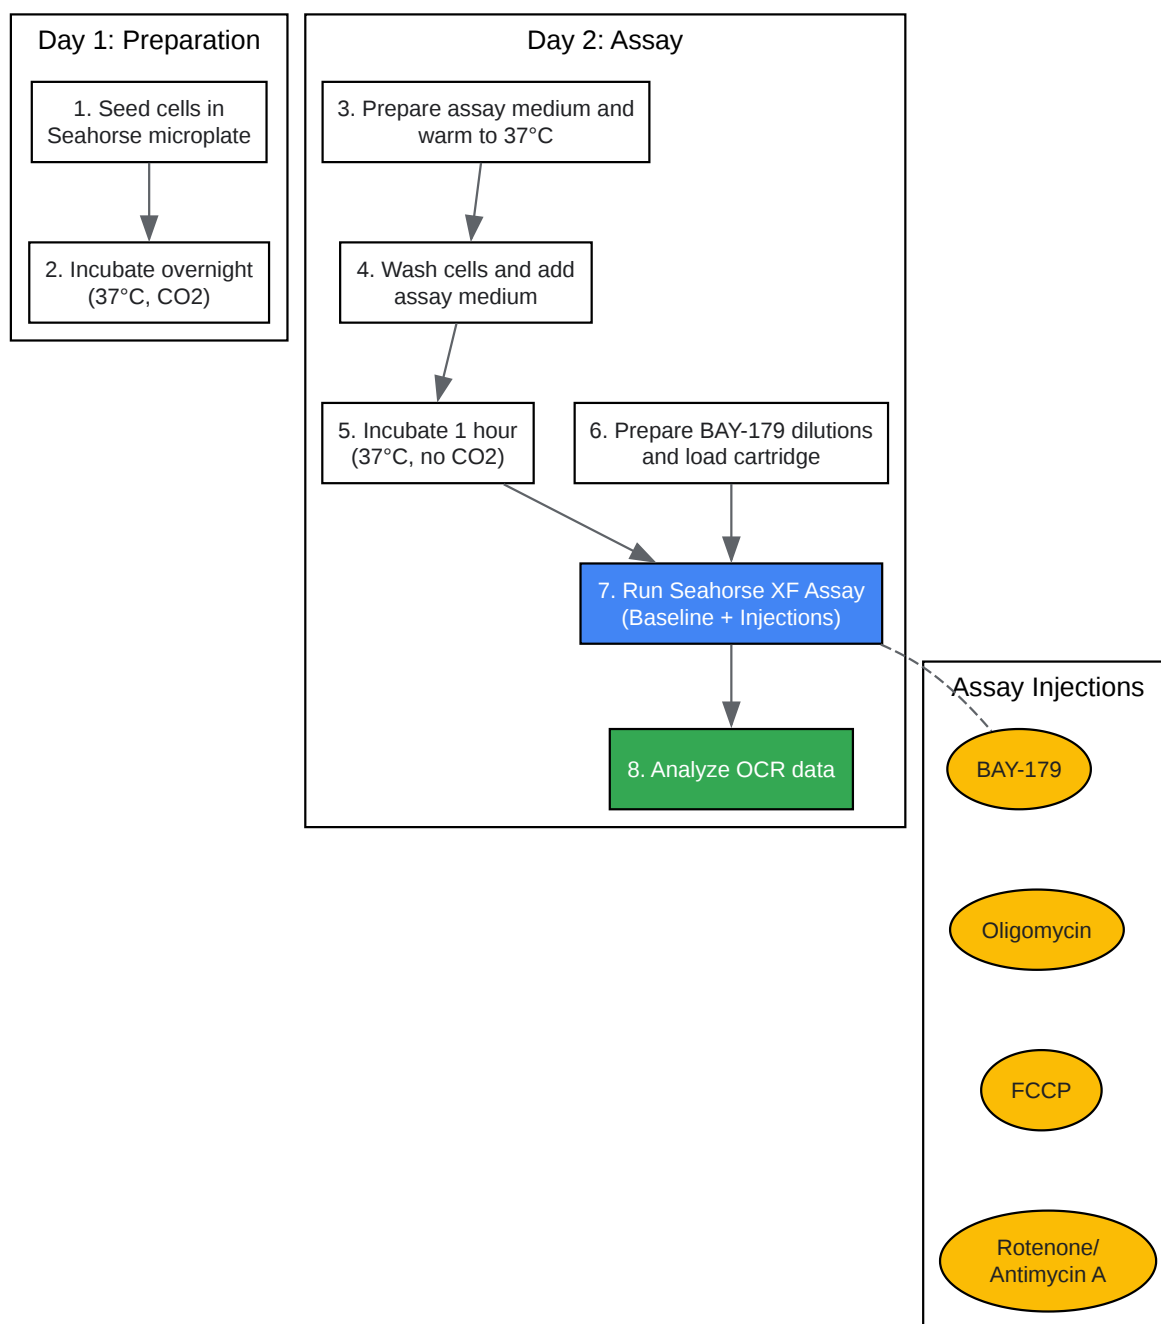 Day 1: Preparation
1. Seed cells in
Seahorse microplate
2. Incubate overnight
(37°C, CO2)
Day 2: Assay
3. Prepare assay medium and
warm to 37°C
4. Wash cells and add
assay medium
5. Incubate 1 hour
(37°C, no CO2)
6. Prepare BAY-179 dilutions
and load cartridge
7. Run Seahorse XF Assay
(Baseline + Injections)
8. Analyze OCR data
Assay Injections
BAY-179
Oligomycin
FCCP
Rotenone/
Antimycin A